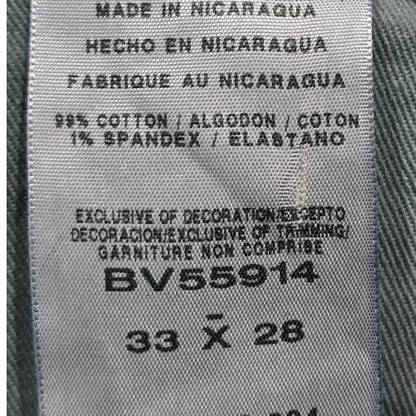 MADE IN NICARAGUA
HECHO EN NICARAGUA
FABRIQUE AU NICARAGUA
99% COTTON / ALGODON / COTON
1% SPANDEX / ELASTANO
EXCLUSIVE OF DECORATION/EXCEPTO
DECORACION/EXCLUSIVE OF TRIMMING/
GARNITURE NON COMPRISE
BV55914
33 X 28